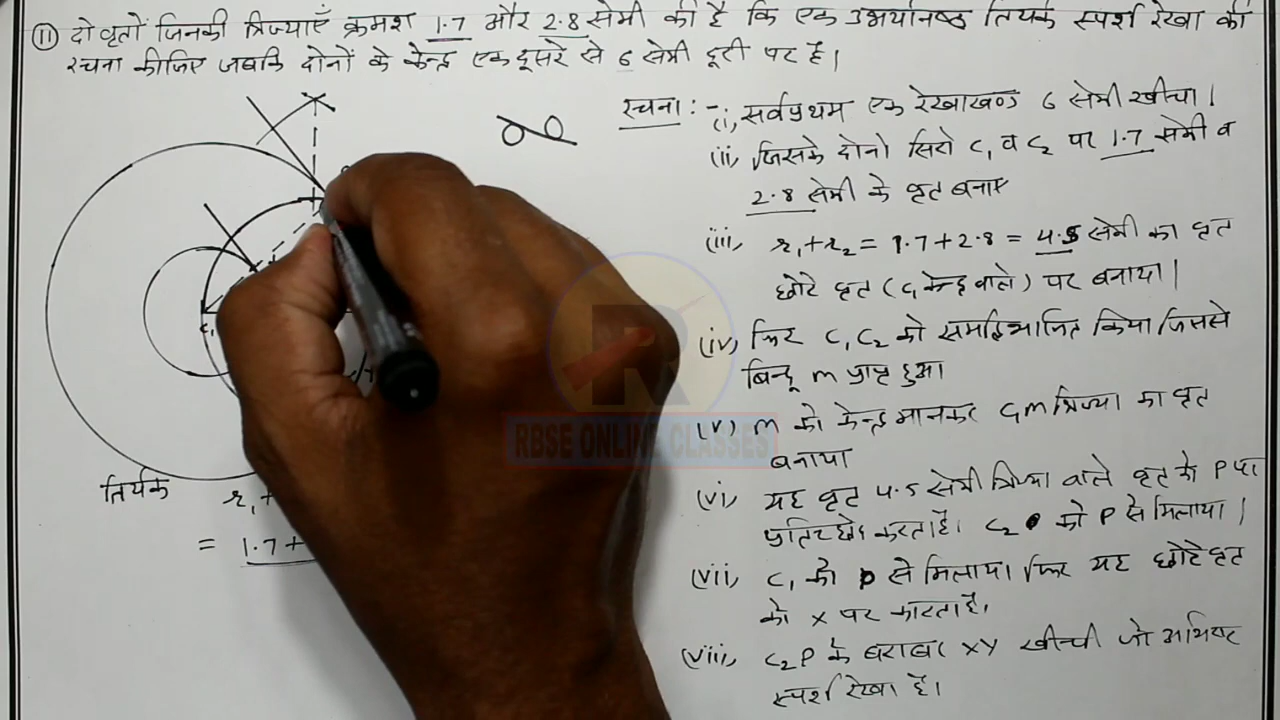 (11) दो वृतों जिनकी त्रिज्याएँ क्रमश 1.7 और 2.8 सेमी की है कि एक उभयनिष्ठ तिर्यक स्पर्श रेखा की
रचना कीजिए जबकि दोनों के केन्द्र एक दूसरे से 6 सेमी दूरी पर है।
रचना :- (i) सर्वप्रथम एक रेखाखण्ड 6 सेमी खीचा।
(ii) जिसके दोनो सिरो C1 व C2 पर 1.7 सेमी व
2.8 सेमी के वृत बनाए
(iii) r1+r2 = 1.7+2.8 = 4.5 सेमी का वृत
छोटे वृत (C1 केन्द्र वाले) पर बनाया।
(iv) फिर C1C2 को समद्विभाजित किया जिससे
बिन्दू m प्राप्त हुआ
(v) m को केन्द्र मानकर C1m त्रिज्या का वृत
बनाया
(vi) यह वृत 4.5 सेमी त्रिज्या वाले वृत को P पर
प्रतिच्छेद करता है। C2 को P से मिलाया।
(vii) C1 को P से मिलाया फिर यह छोटे वृत
को X पर काटता है।
(viii) C2P के बराबर XY खीची जो अभिष्ट
स्पर्श रेखा है।
C1
तिर्यक r1+
= 1.7+
R
RBSE ONLINE CLASSES